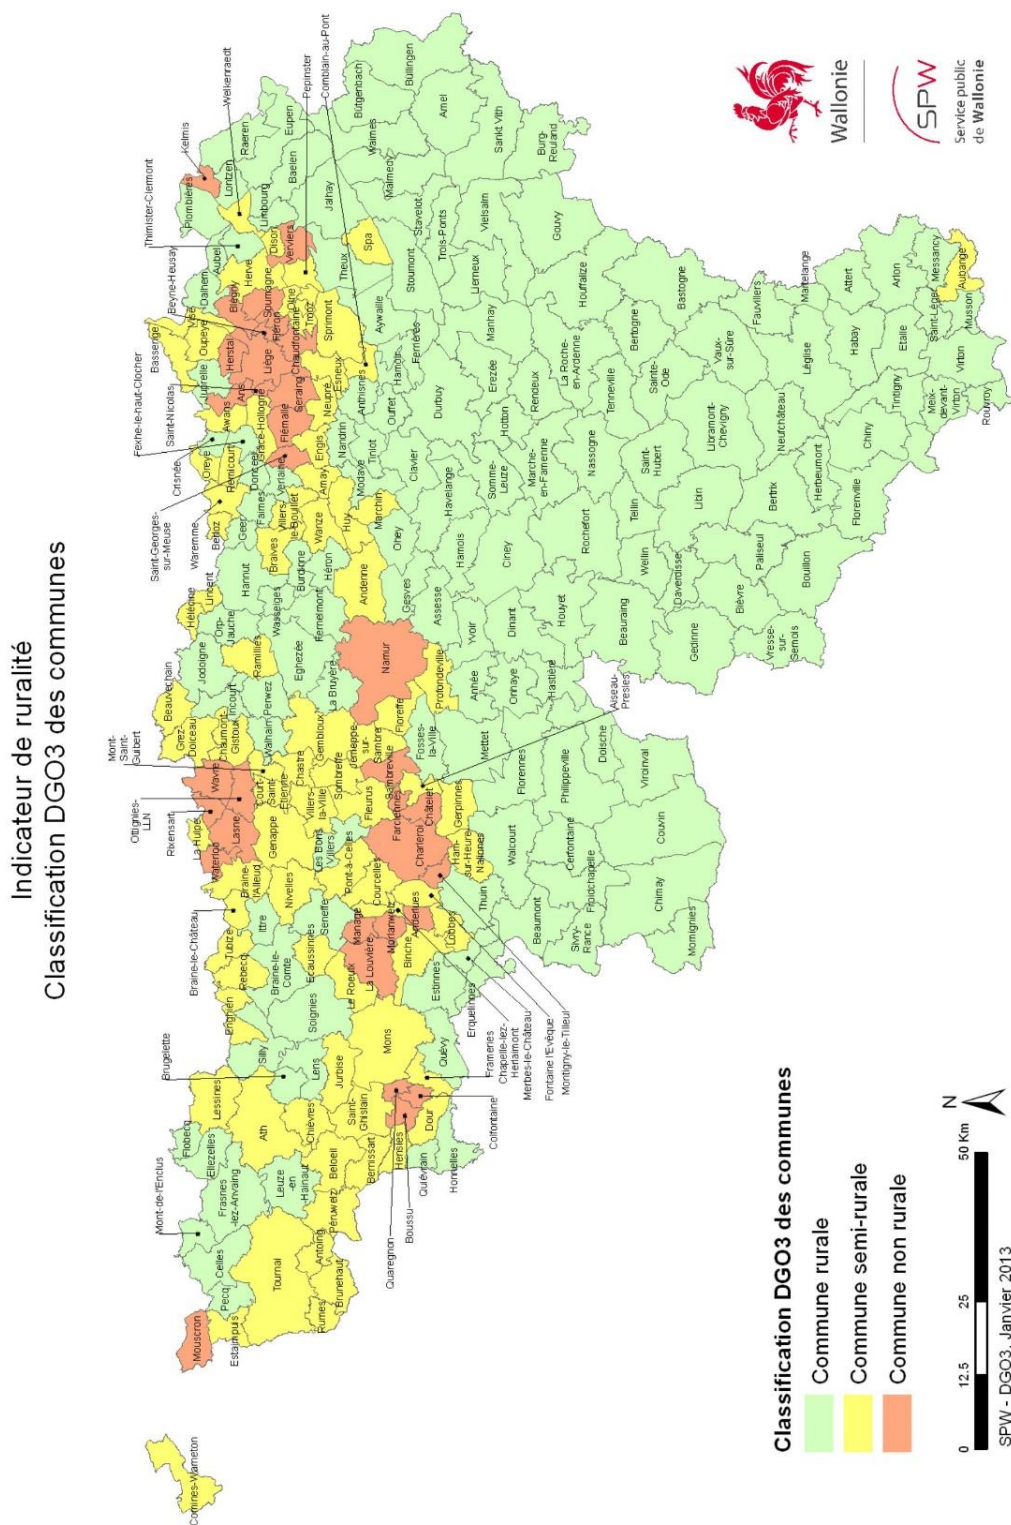 Indicateur de ruralité
Classification DGO3 des communes
Comines-Warneton
Mouscron
Estaimpuis
Pecq
Celles
Mont-de-l'Enclus
Tournai
Rumes
Brunehaut
Antoing
Péruwelz
Frasnes
-lez-Anvaing
Leuze
-en
-Hainaut
Flobecq
Ellezelles
Lessines
Ath
Chièvres
Beloeil
Bernissart
Brugelette
Silly
Lens
Jurbise
Saint-
Ghislain
Hensies
Quiévrain
Honnelles
Dour
Quaregnon
Boussu
Colfontaine
Frameries
Mons
Quévy
Enghien
Rebecq
Tubize
Braine-le-Château
Braine-
le-
Comte
Soignies
Ecaussinnes
Le Roeulx
La Louvière
Binche
Estinnes
Erquelinnes
Merbes-le-Château
Chapelle-lez-
Herlaimont
Fontaine l'Evêque
Montigny-le-Tilleul
Ittre
Seneffe
Manage
Morlanwelz
Anderlues
Lobbes
Thuin
Braine-
l'Alleud
Nivelles
Waterloo
La Hulpe
Rixensart
Ottignies-
LLN
Lasne
Wavre
Genappe
Les Bons
Villers
Pont-à-Celles
Courcelles
Charleroi
Ham-
sur-Heure
Nalinnes
Gerpinnes
Châtelet
Farciennes
Fleurus
Aiseau-
Presles
Mont-
Saint-
Guibert
Court-
Saint-
Etienne
Villers-
la-Ville
Chastre
Sombreffe
Gembloux
Walhain
Grez-
Doiceau
Chaumont-
Gistoux
Beauvechain
Incourt
Perwez
Jodoigne
Ramillies
Orp-
Jauche
Hélécine
Lincent
Hannut
Wasseiges
Eghezée
La Bruyère
Fernelmont
Namur
Jemeppe-
sur-
Sambre
Sambreville
Floreffe
Profondeville
Fosses-
la-Ville
Mettet
Anhée
Yvoir
Assesse
Gesves
Andenne
Ohey
Beaumont
Sivry-
Rance
Froidchapelle
Momignies
Chimay
Couvin
Cerfontaine
Walcourt
Philippeville
Florennes
Viroinval
Doische
Onhaye
Hastière
Dinant
Houyet
Beauraing
Gedinne
Vresse-
sur-
Semois
Bièvre
Bouillon
Paliseul
Daverdisse
Wellin
Tellin
Rochefort
Ciney
Hamois
Havelange
Clavier
Somme-
Leuze
Marche-
en-Famenne
Nassogne
Saint-
Hubert
Libin
Bertrix
Herbeumont
Florenville
Chiny
Neufchâteau
Libramont-
Chevigny
Sainte-
Ode
Tenneville
La Roche-
en-Ardenne
Rendeux
Hotton
Durbuy
Erezée
Manhay
Ferrières
Hamoir
Ouffet
Tinlot
Modave
Marchin
Huy
Wanze
Héron
Burdinne
Braives
Villers-
le-Bouillet
Amay
Verlaine
Saint-Georges-
sur-Meuse
Faimes
Geer
Berloz
Waremme
Donceel
Remicourt
Oreye
Crisnée
Fexhe-le-haut-Clocher
Saint-Nicolas
Awans
Ans
Grâce-Hollogne
Flémalle
Engis
Nandrin
Seraing
Neupré
Anthisnes
Esneux
Juprelle
Bassenge
Oupeye
Visé
Herstal
Liège
Beyne-Heusay
Fléron
Chaudfontaine
Trooz
Olne
Soumagne
Blegny
Dalhem
Aubel
Herve
Thimister-Clermont
Plombières
Kelmis
Lontzen
Welkenraedt
Raeren
Eupen
Limbourg
Baelen
Dison
Verviers
Pepinster
Theux
Jalhay
Spa
Sprimont
Comblain-au-Pont
Aywaille
Stoumont
Stavelot
Trois-Ponts
Malmedy
Waimes
Bütgenbach
Büllingen
Amel
Sankt Vith
Burg-
Reuland
Vielsalm
Lierneux
Gouvy
Houffalize
Bertogne
Bastogne
Vaux-
sur-Sûre
Fauvillers
Martelange
Léglise
Habay
Attert
Arlon
Etalle
Tintigny
Meix-
devant-
Virton
Virton
Rouvroy
Saint-Léger
Musson
Messancy
Aubange
Wallonie
SPW
Service public
de Wallonie
Classification DGO3 des communes
Commune rurale
Commune semi-rurale
Commune non rurale
N
0 12.5 25 50 Km
SPW - DGO3, Janvier 2013